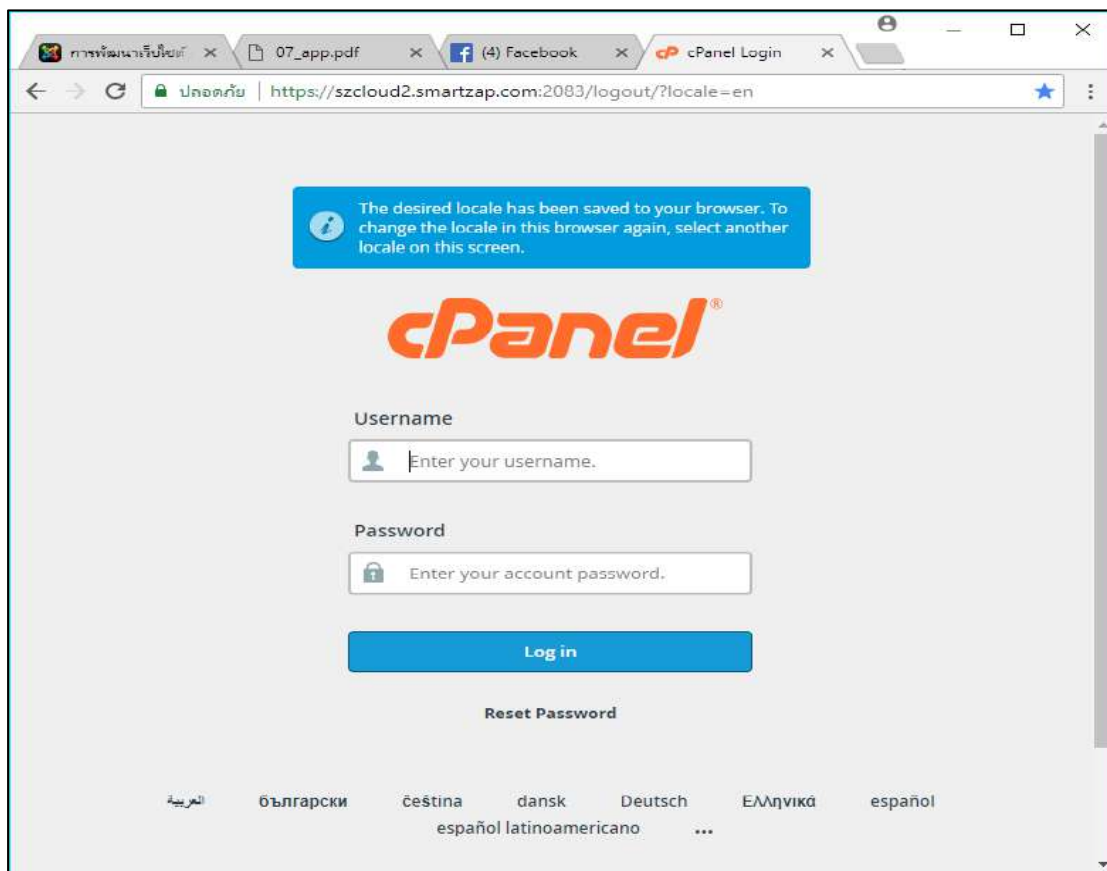 การพัฒนาเว็บไซต์
07_app.pdf
(4) Facebook
cPanel Login
ปลอดภัย | https://szcloud2.smartzap.com:2083/logout/?locale=en
The desired locale has been saved to your browser. To
change the locale in this browser again, select another
locale on this screen.
cPanel®
Username
Enter your username.
Password
Enter your account password.
Log in
Reset Password
العربية български čeština dansk Deutsch Ελληνικά español
español latinoamericano ...